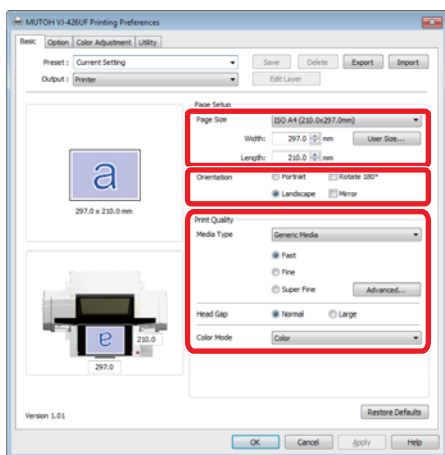 MUTOH VJ-426UF Printing Preferences
Basic Option Color Adjustment Utility
Preset : Current Setting Save Delete Export Import
Output : Printer Edit Layer
Page Setup
Page Size ISO A4 (210.0x297.0mm)
Width: 297.0 mm User Size...
Length: 210.0 mm
Orientation Portrait Rotate 180°
Landscape Mirror
a
297.0 x 210.0 mm
Print Quality
Media Type Generic Media
Fast
Fine
Super Fine Advanced...
Head Gap Normal Large
Color Mode Color
a
210.0
297.0
Version 1.01
Restore Defaults
OK Cancel Apply Help